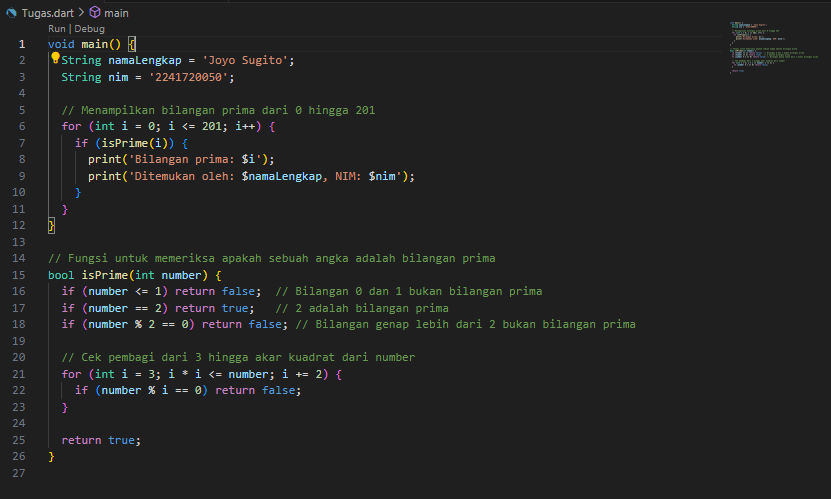 Tugas.dart > main
Run | Debug
1 void main() {
2 String namaLengkap = 'Joyo Sugito';
3 String nim = '2241720050';
4
5 // Menampilkan bilangan prima dari 0 hingga 201
6 for (int i = 0; i <= 201; i++) {
7 if (isPrime(i)) {
8 print('Bilangan prima: $i');
9 print('Ditemukan oleh: $namaLengkap, NIM: $nim');
10 }
11 }
12 }
13
14 // Fungsi untuk memeriksa apakah sebuah angka adalah bilangan prima
15 bool isPrime(int number) {
16 if (number <= 1) return false; // Bilangan 0 dan 1 bukan bilangan prima
17 if (number == 2) return true; // 2 adalah bilangan prima
18 if (number % 2 == 0) return false; // Bilangan genap lebih dari 2 bukan bilangan prima
19
20 // Cek pembagi dari 3 hingga akar kuadrat dari number
21 for (int i = 3; i * i <= number; i += 2) {
22 if (number % i == 0) return false;
23 }
24
25 return true;
26 }
27